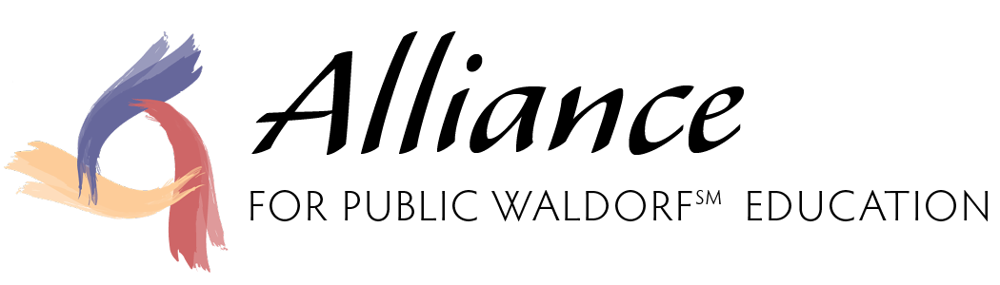 Alliance
FOR PUBLIC WALDORF℠ EDUCATION